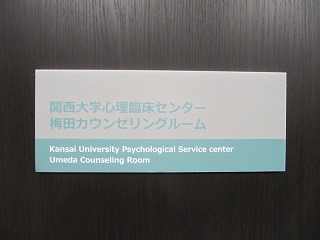 関西大学心理臨床センター
梅田カウンセリングルーム
Kansai University Psychological Service center
Umeda Counseling Room